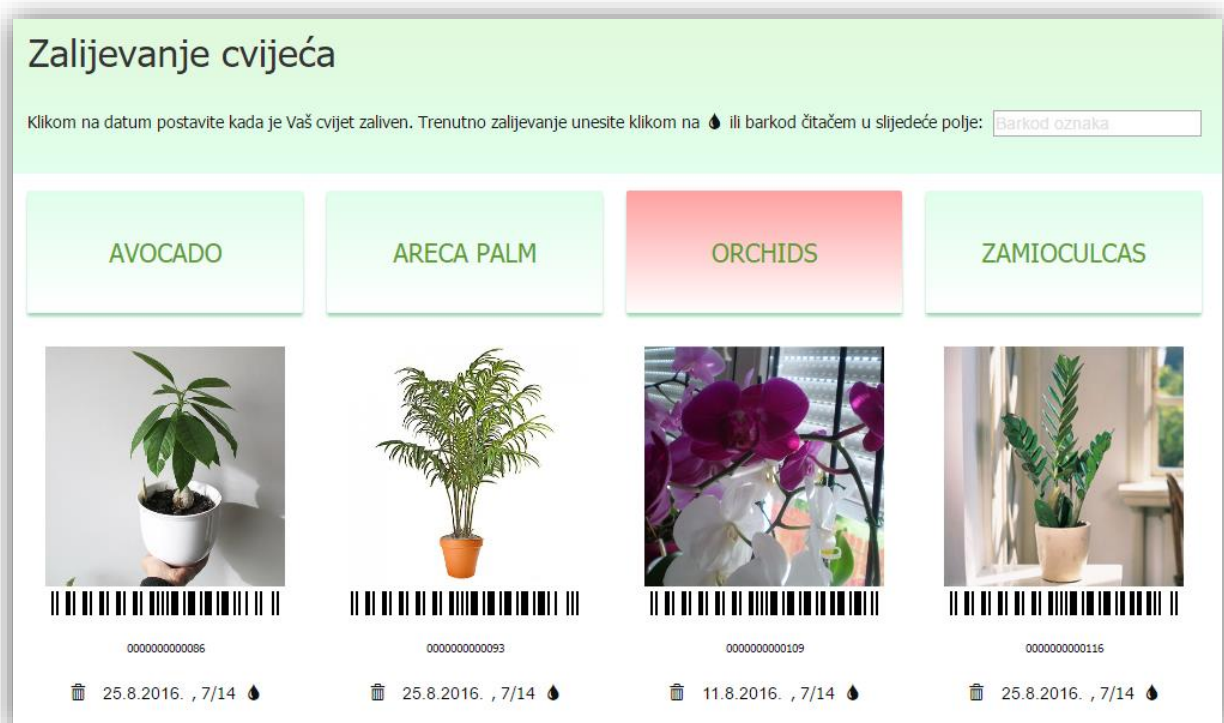 Zalijevanje cvijeća
Klikom na datum postavite kada je Vaš cvijet zaliven. Trenutno zalijevanje unesite klikom na ili barkod čitačem u slijedeće polje: Barkod oznaka
AVOCADO ARECA PALM ORCHIDS ZAMIOCULCAS
0000000000086 0000000000093 0000000000109 0000000000116
25.8.2016. , 7/14 25.8.2016. , 7/14 11.8.2016. , 7/14 25.8.2016. , 7/14